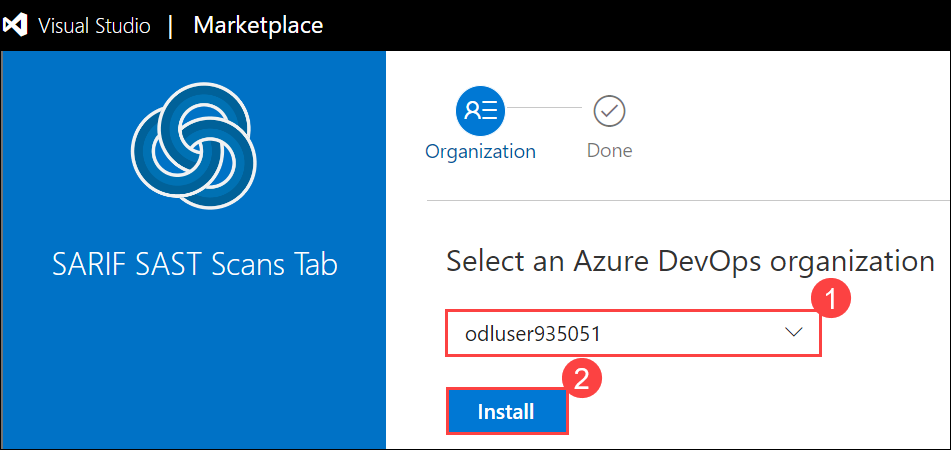 Visual Studio | Marketplace
SARIF SAST Scans Tab
Organization
Done
Select an Azure DevOps organization
1
odluser935051
2
Install